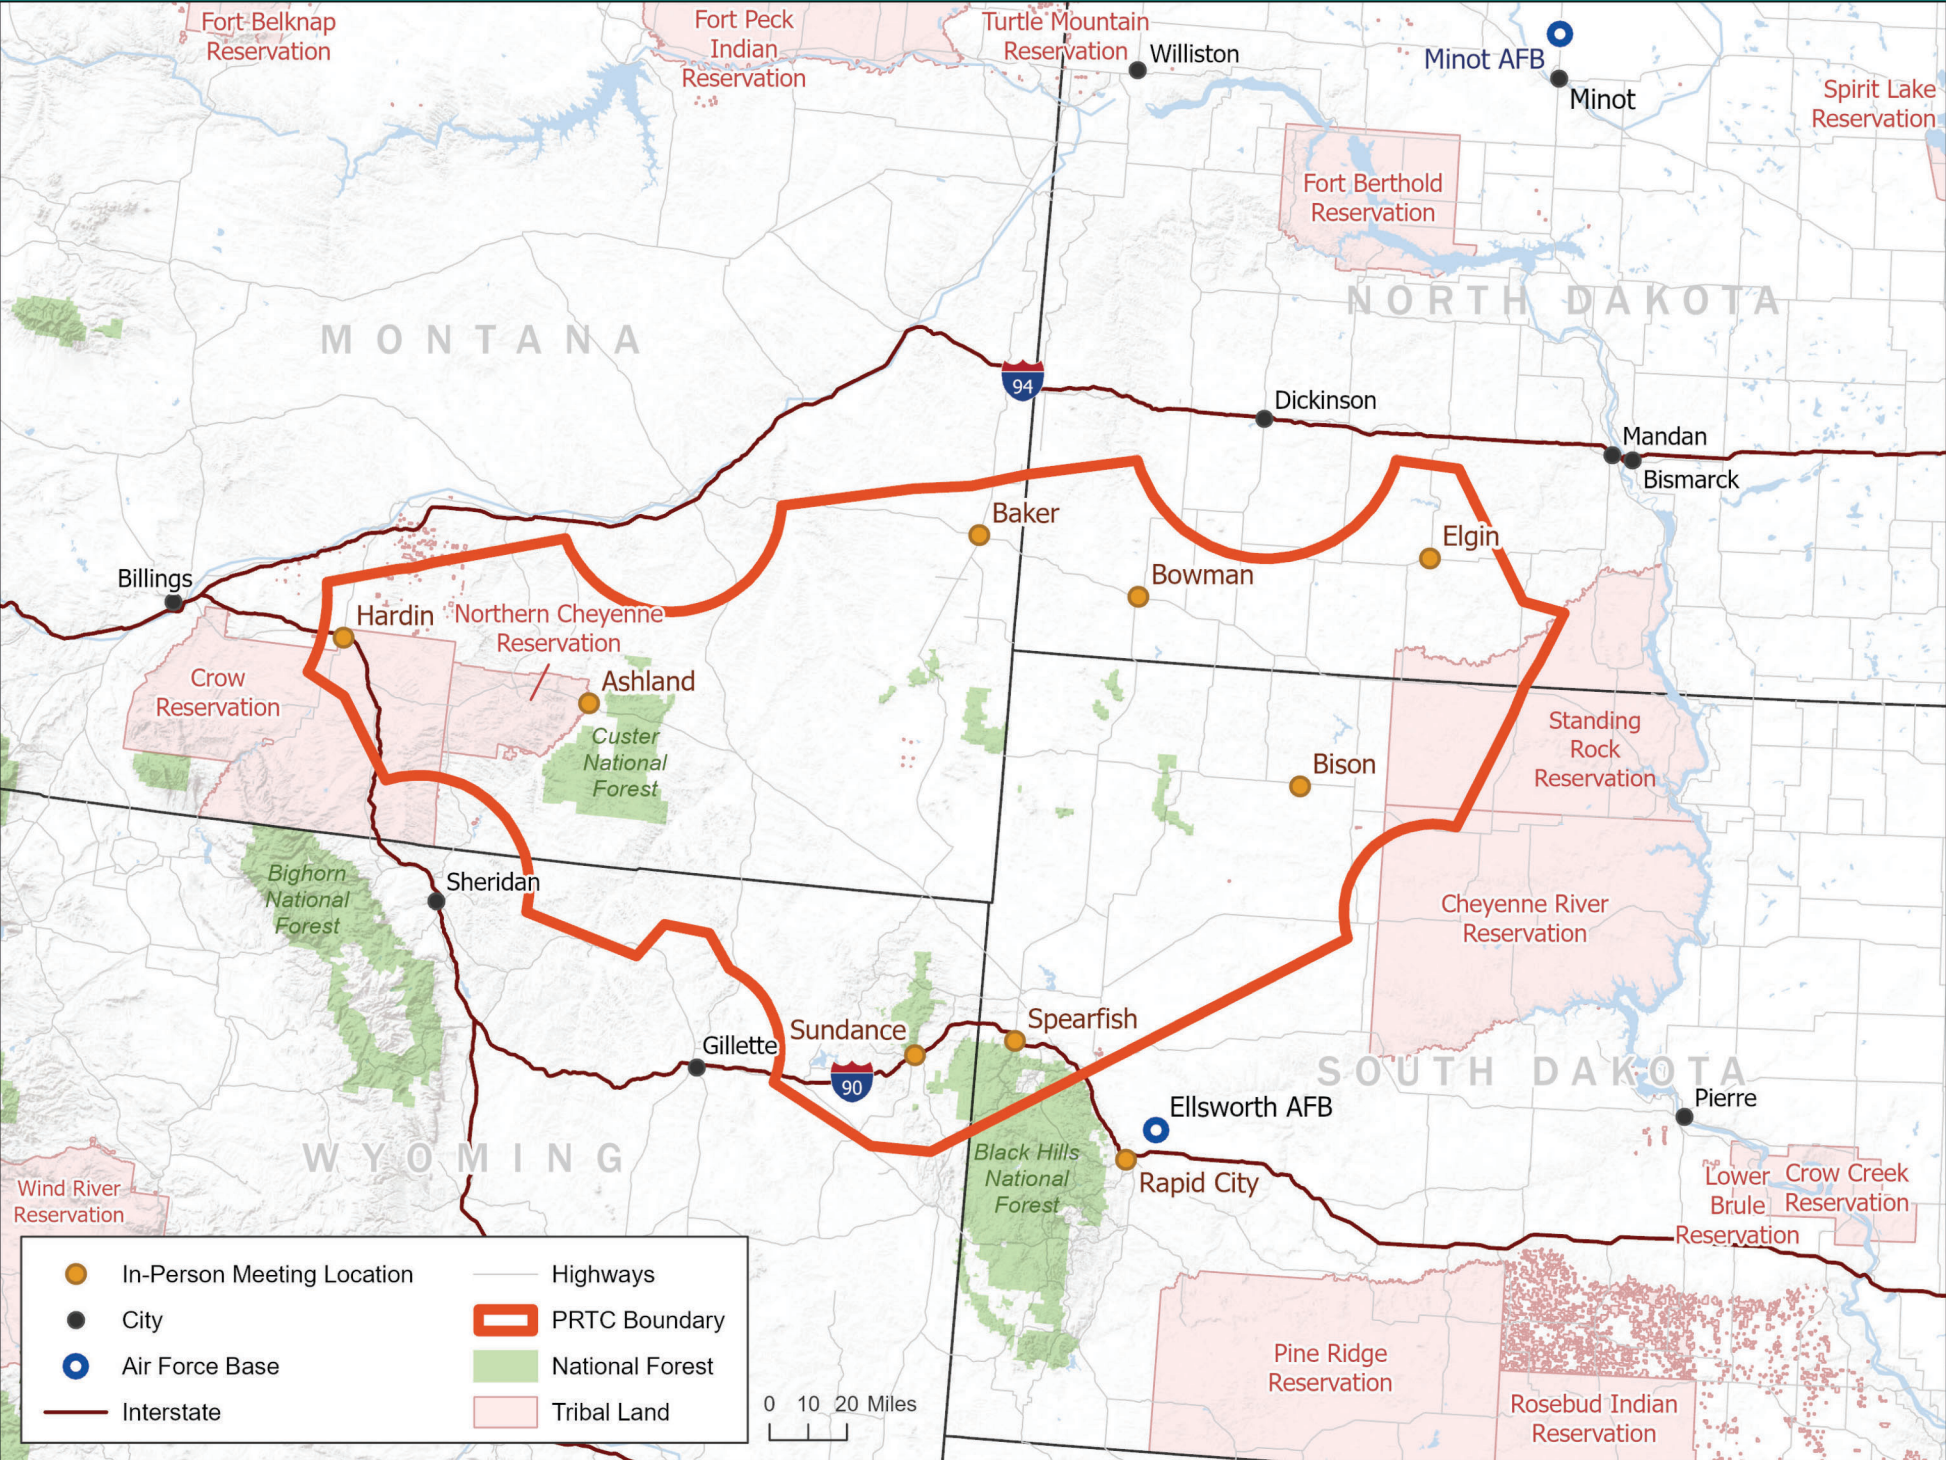 Fort Belknap
Reservation
Fort Peck
Indian
Reservation
Turtle Mountain
Reservation
Williston
Minot AFB
Minot
Spirit Lake
Reservation
Fort Berthold
Reservation
NORTH DAKOTA
MONTANA
94
Dickinson
Mandan
Bismarck
Baker
Elgin
Bowman
Billings
Hardin
Northern Cheyenne
Reservation
Crow
Reservation
Ashland
Custer
National
Forest
Standing
Rock
Reservation
Bison
Bighorn
National
Forest
Sheridan
Cheyenne River
Reservation
Sundance
Spearfish
Gillette
90
SOUTH DAKOTA
Ellsworth AFB
Pierre
WYOMING
Black Hills
National
Forest
Rapid City
Wind River
Reservation
Lower
Brule
Reservation
Crow Creek
Reservation
Pine Ridge
Reservation
Rosebud Indian
Reservation
In-Person Meeting Location
City
Air Force Base
Interstate
Highways
PRTC Boundary
National Forest
Tribal Land
0 10 20 Miles